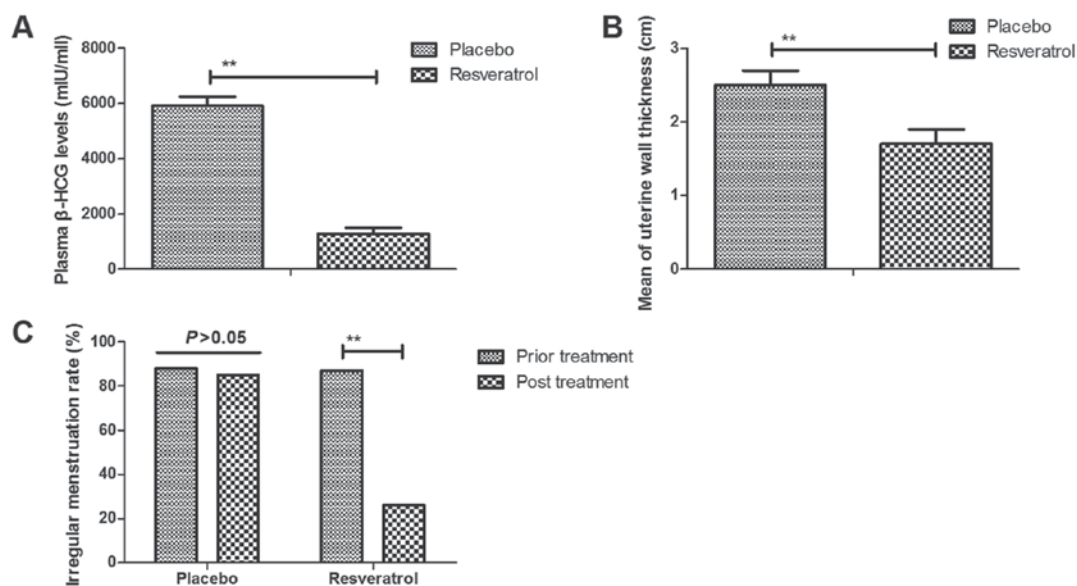 A
Plasma β-HCG levels (mIU/mll)
8000
6000
4000
2000
0
**
Placebo
Resveratrol
B
Mean of uterine wall thickness (cm)
3
2
1
0
**
Placebo
Resveratrol
C
Irregular menstruation rate (%)
100
80
60
40
20
0
P>0.05
**
Placebo
Resveratrol
Prior treatment
Post treatment